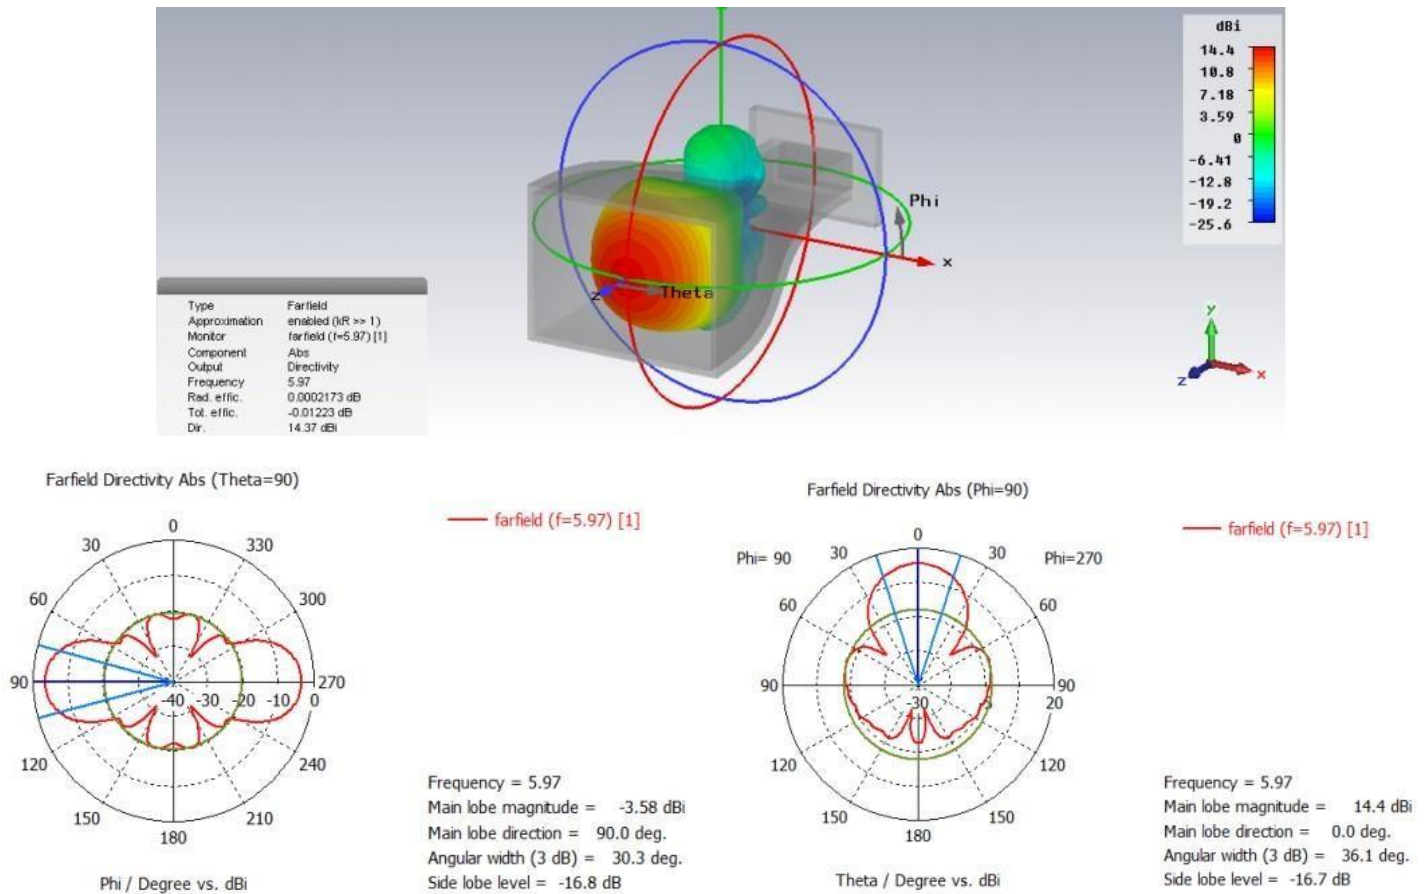 dBi
14.4
10.8
7.18
3.59
0
-6.41
-12.8
-19.2
-25.6
Phi
x
z
Theta
y
z
x
Type Farfield
Approximation enabled (kR >> 1)
Monitor farfield (f=5.97) [1]
Component Abs
Output Directivity
Frequency 5.97
Rad. effic. 0.0002173 dB
Tot. effic. -0.01223 dB
Dir. 14.37 dBi
Farfield Directivity Abs (Theta=90)
farfield (f=5.97) [1]
0
30 330
60 300
90 -40 -30 -20 -10 0 270
120 240
150 210
180
Phi / Degree vs. dBi
Frequency = 5.97
Main lobe magnitude = -3.58 dBi
Main lobe direction = 90.0 deg.
Angular width (3 dB) = 30.3 deg.
Side lobe level = -16.8 dB
Farfield Directivity Abs (Phi=90)
farfield (f=5.97) [1]
0
Phi= 90 30 30 Phi=270
60 60
90 -30 20 90
120 120
150 150
180
Theta / Degree vs. dBi
Frequency = 5.97
Main lobe magnitude = 14.4 dBi
Main lobe direction = 0.0 deg.
Angular width (3 dB) = 36.1 deg.
Side lobe level = -16.7 dB